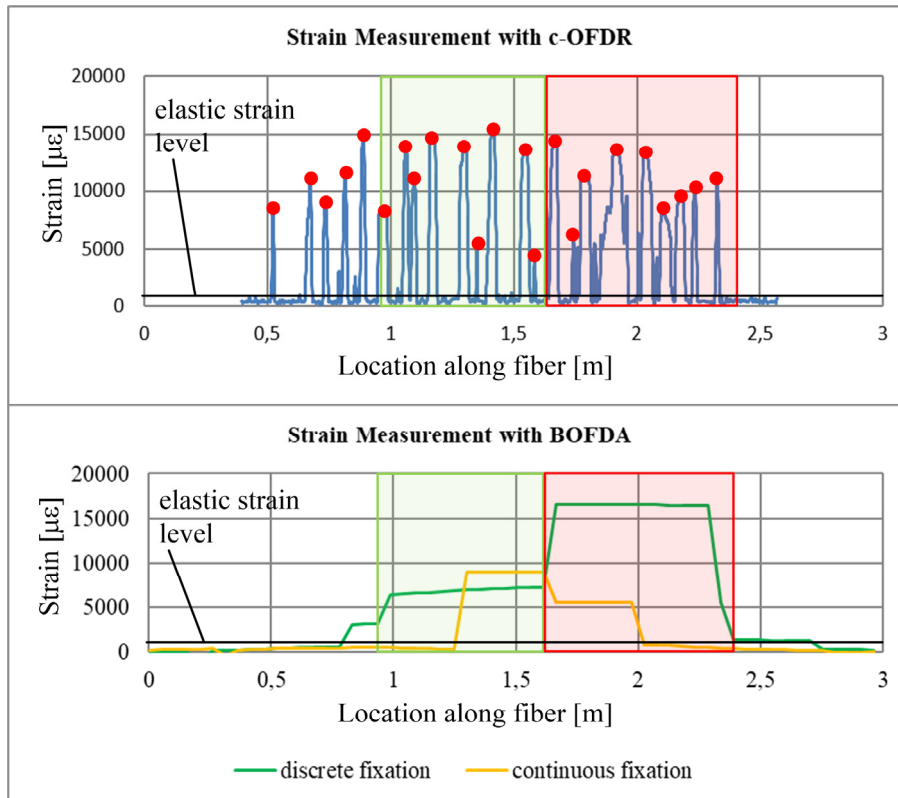 Strain Measurement with c-OFDR
Strain [µε]
20000
15000
10000
5000
0
elastic strain
level
0
0,5
1
1,5
2
2,5
3
Location along fiber [m]
Strain Measurement with BOFDA
Strain [µε]
20000
15000
10000
5000
0
elastic strain
level
0
0,5
1
1,5
2
2,5
3
Location along fiber [m]
discrete fixation
continuous fixation